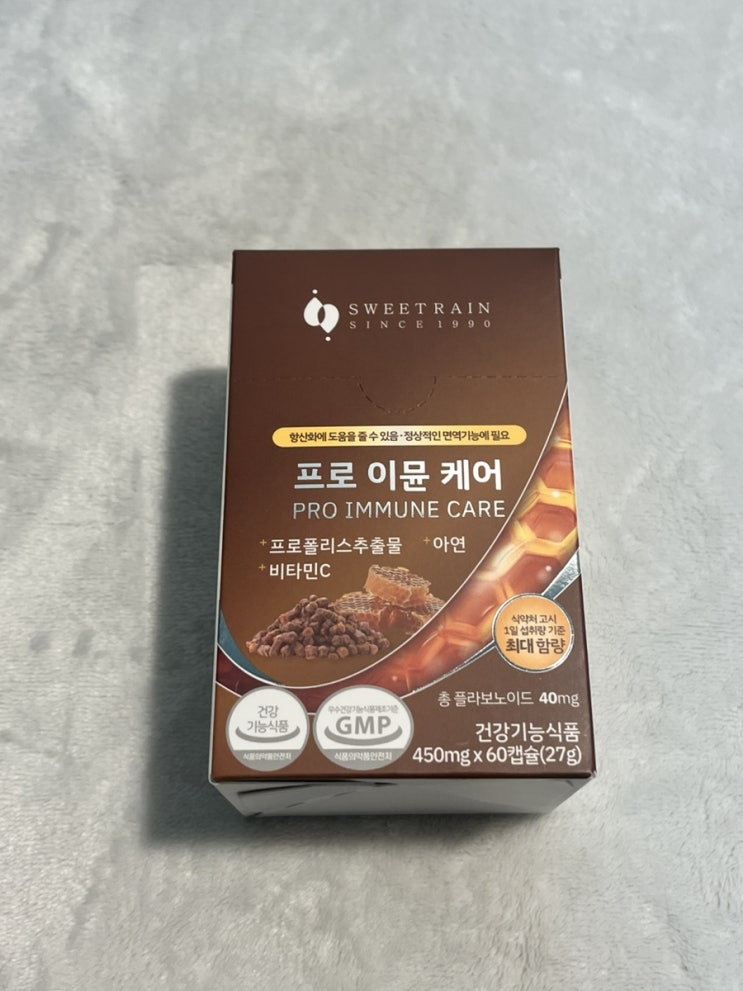 SWEETRAIN
SINCE 1990
항산화에 도움을 줄 수 있음·정상적인 면역기능에 필요
프로 이뮨 케어
PRO IMMUNE CARE
+프로폴리스추출물 +아연
+비타민C
식약처 고시
1일 섭취량 기준
최대 함량
총 플라보노이드 40mg
건강
기능식품
식품의약품안전처
우수건강기능식품제조기준
GMP
식품의약품안전처
건강기능식품
450mg x 60캡슐(27g)